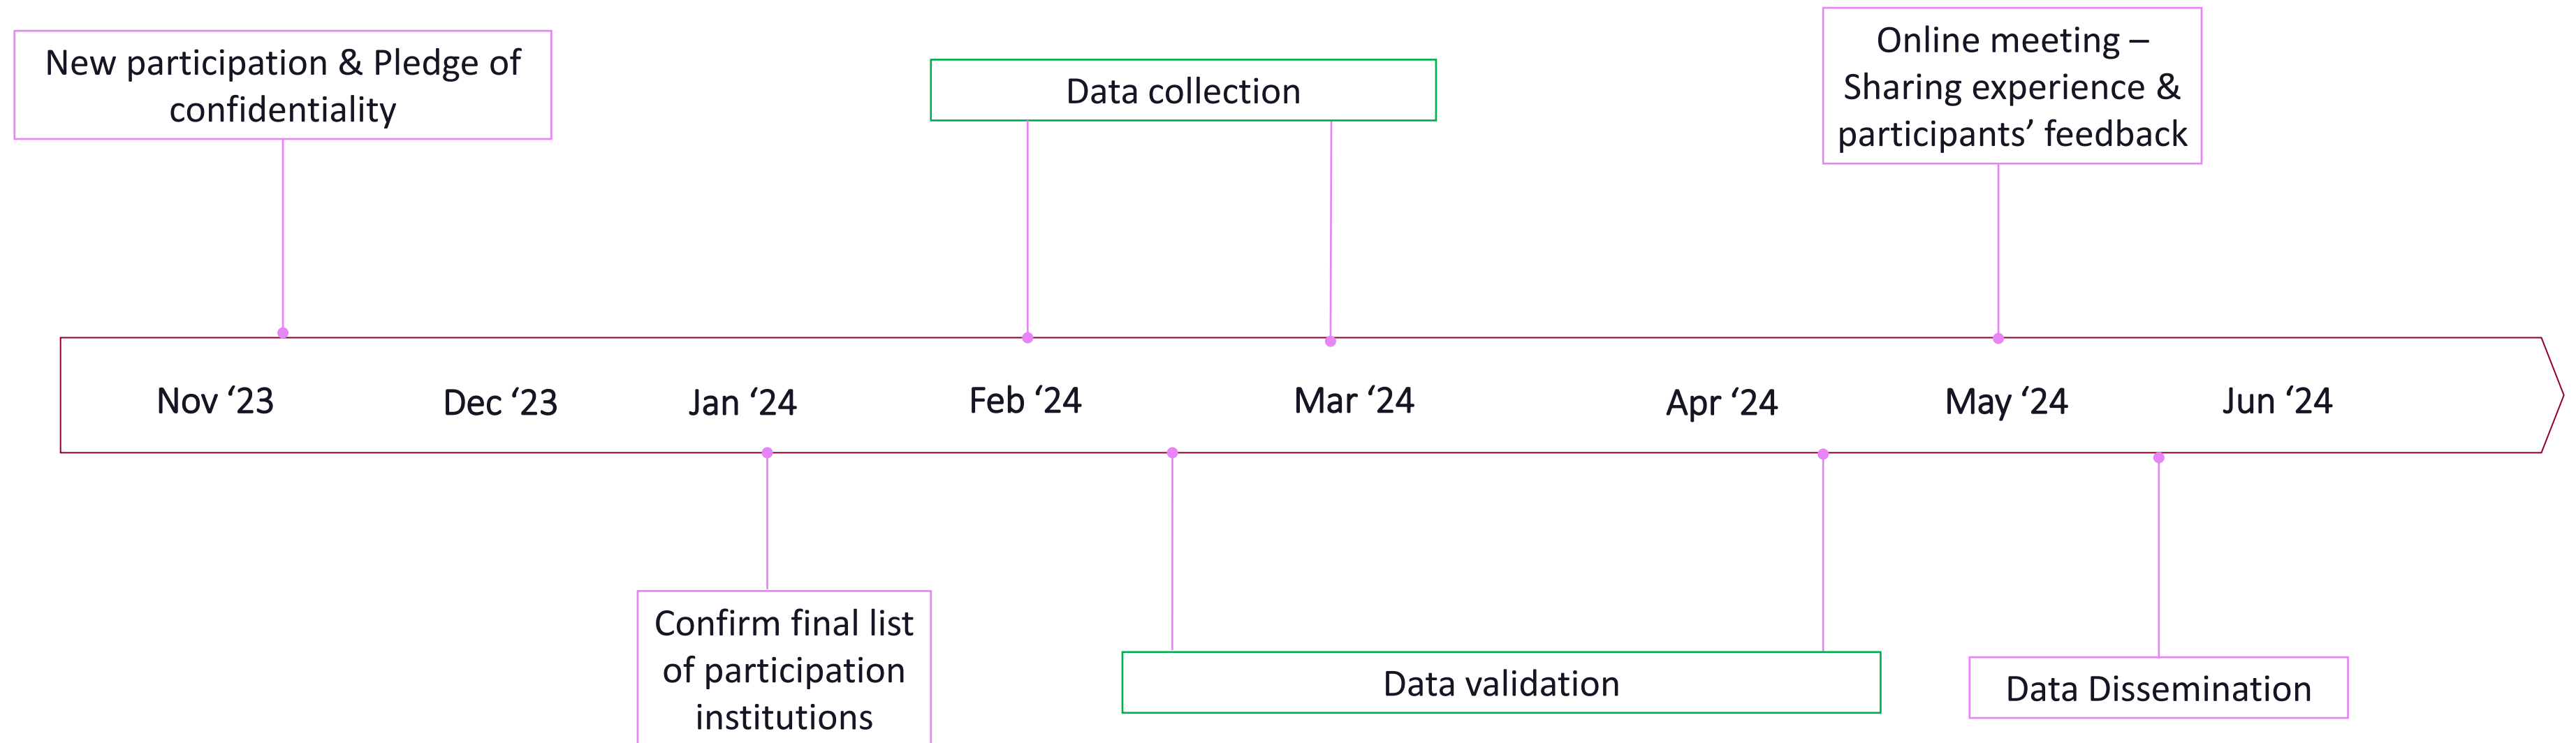 New participation & Pledge of
confidentiality
Data collection
Online meeting –
Sharing experience &
participants’ feedback
Nov ‘23
Dec ‘23
Jan ‘24
Feb ‘24
Mar ‘24
Apr ‘24
May ‘24
Jun ‘24
Confirm final list
of participation
institutions
Data validation
Data Dissemination